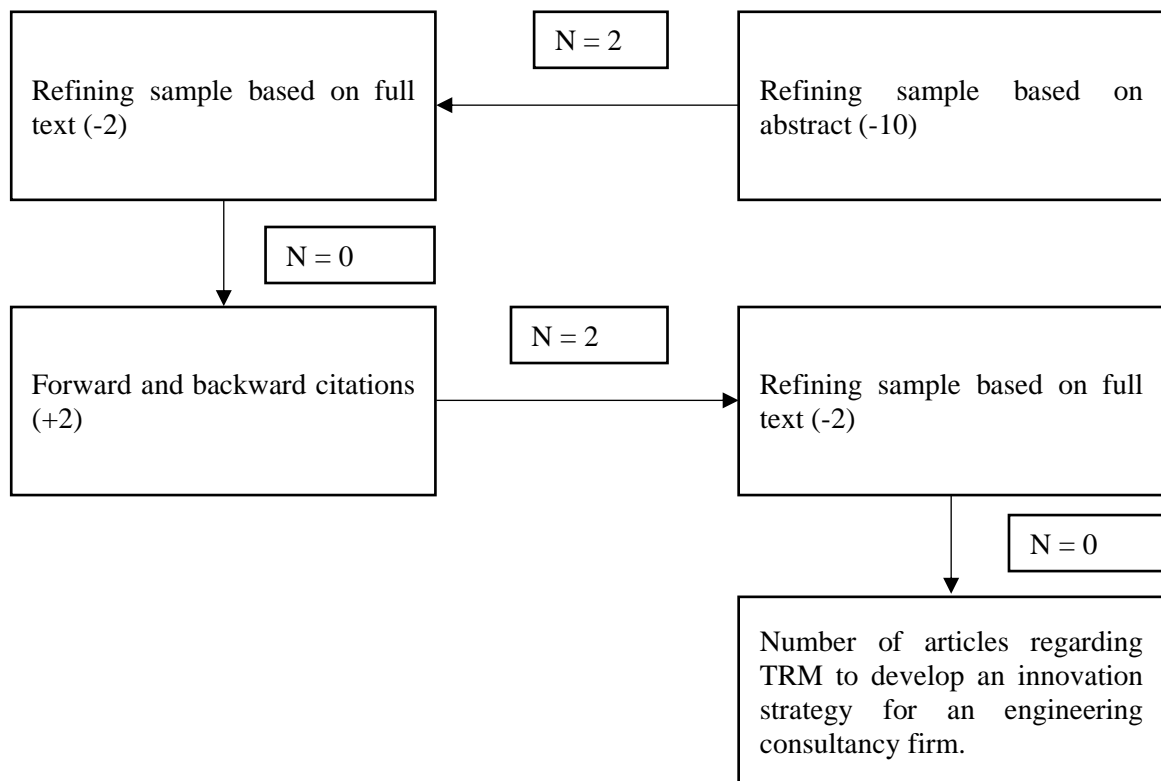 N = 2
Refining sample based on full
text (-2)
Refining sample based on
abstract (-10)
N = 0
N = 2
Forward and backward citations
(+2)
Refining sample based on full
text (-2)
N = 0
Number of articles regarding
TRM to develop an innovation
strategy for an engineering
consultancy firm.